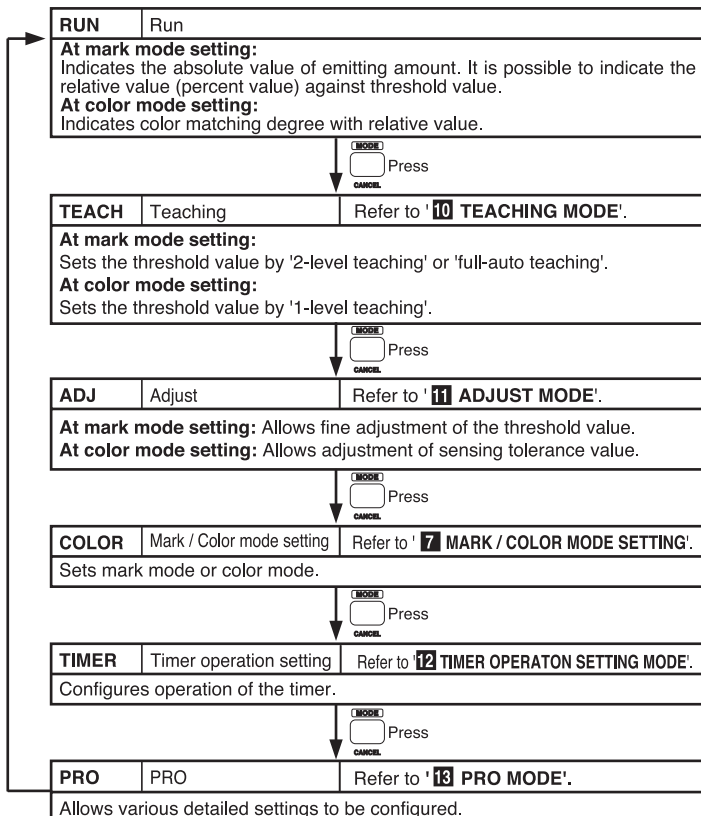 RUN Run
At mark mode setting:
Indicates the absolute value of emitting amount. It is possible to indicate the
relative value (percent value) against threshold value.
At color mode setting:
Indicates color matching degree with relative value.
MODE
Press
CANCEL
TEACH Teaching Refer to '10 TEACHING MODE'.
At mark mode setting:
Sets the threshold value by '2-level teaching' or 'full-auto teaching'.
At color mode setting:
Sets the threshold value by '1-level teaching'.
MODE
Press
CANCEL
ADJ Adjust Refer to '11 ADJUST MODE'.
At mark mode setting: Allows fine adjustment of the threshold value.
At color mode setting: Allows adjustment of sensing tolerance value.
MODE
Press
CANCEL
COLOR Mark / Color mode setting Refer to ' 7 MARK / COLOR MODE SETTING'.
Sets mark mode or color mode.
MODE
Press
CANCEL
TIMER Timer operation setting Refer to '12 TIMER OPERATON SETTING MODE'.
Configures operation of the timer.
MODE
Press
CANCEL
PRO PRO Refer to '13 PRO MODE'.
Allows various detailed settings to be configured.